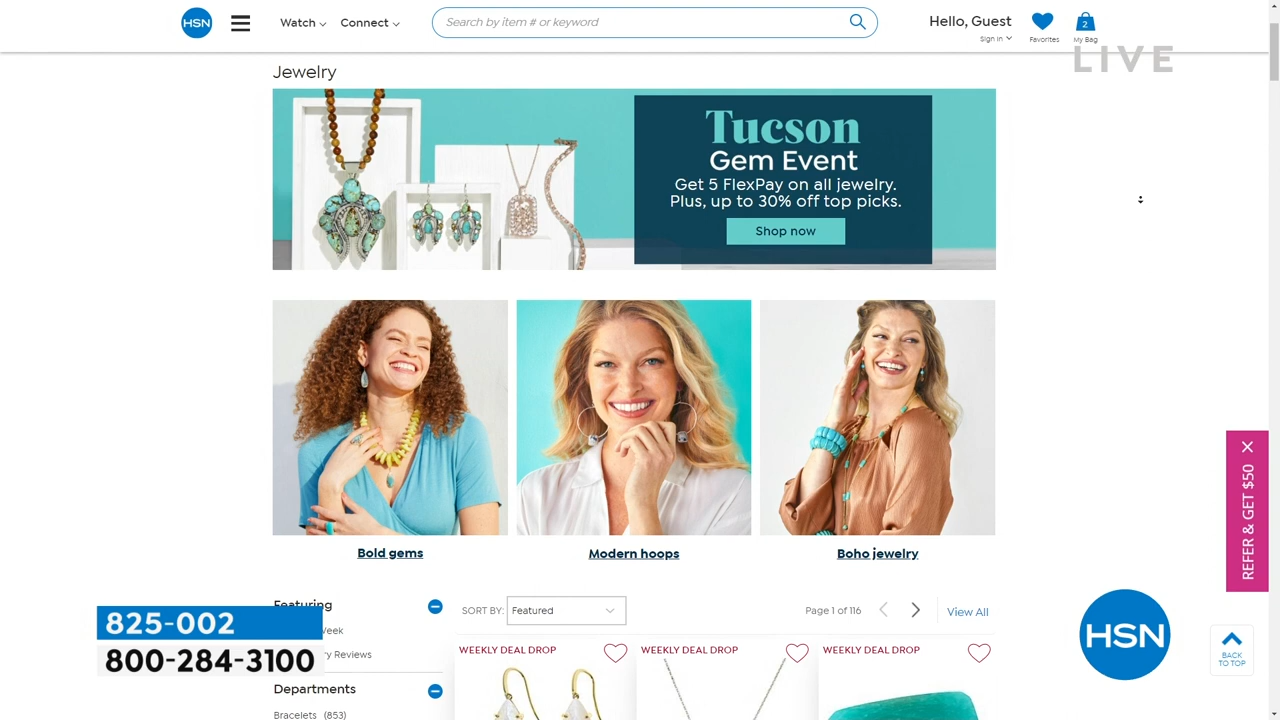 HSN
Watch
Connect
Search by item # or keyword
Hello, Guest
Sign In
Favorites
2
My Bag
LIVE
Jewelry
Tucson
Gem Event
Get 5 FlexPay on all jewelry.
Plus, up to 30% off top picks.
Shop now
Bold gems
Modern hoops
Boho jewelry
REFER & GET $50
Featuring
SORT BY:
Featured
Page 1 of 116
View All
825-002
800-284-3100
Reviews
Departments
Bracelets (853)
WEEKLY DEAL DROP
WEEKLY DEAL DROP
WEEKLY DEAL DROP
HSN
BACK
TO TOP